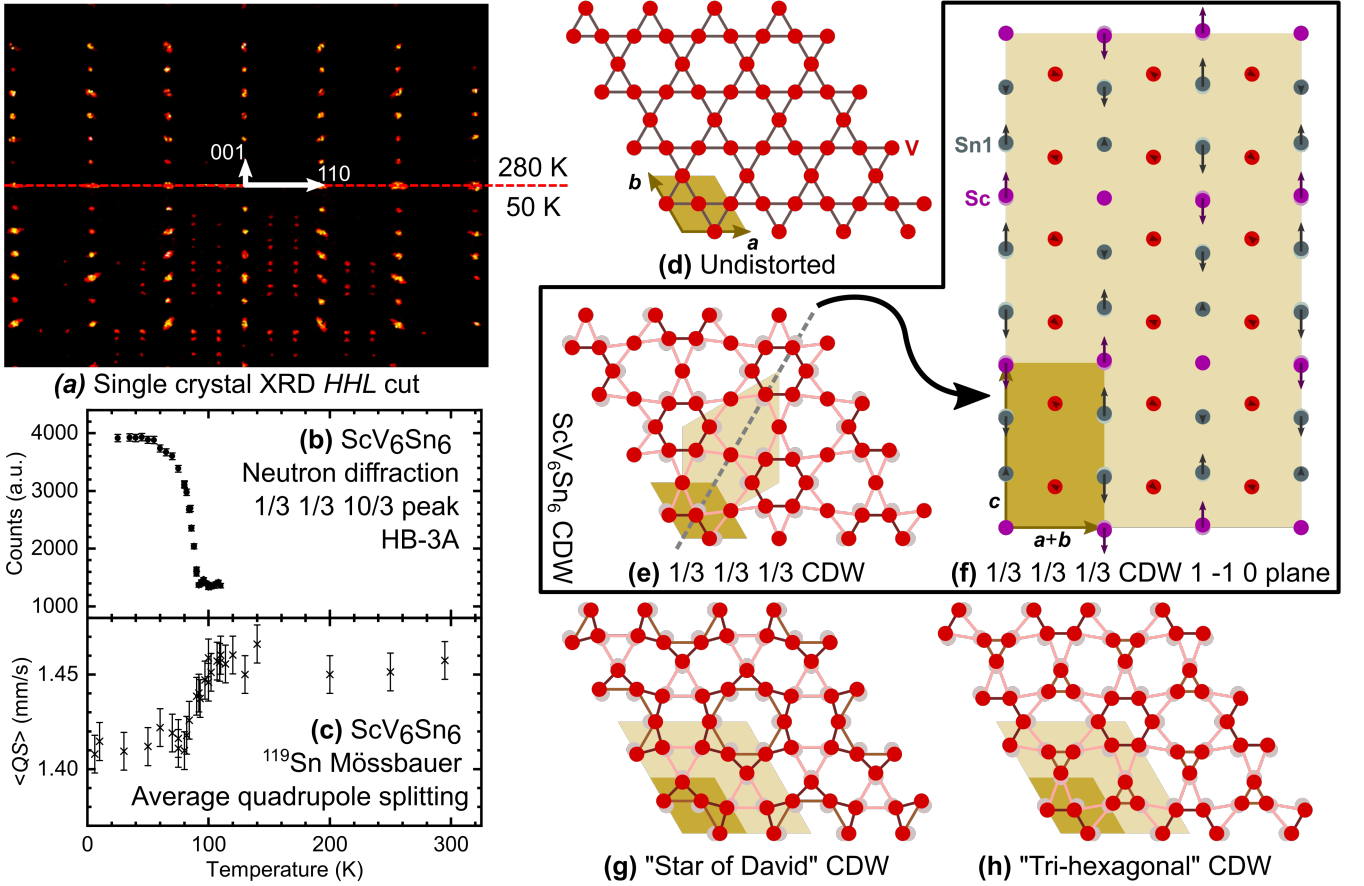 001
110
280 K
50 K
(a) Single crystal XRD HHL cut
4000
3000
2000
1000
Counts (a.u.)
(b) ScV6Sn6
Neutron diffraction
1/3 1/3 10/3 peak
HB-3A
1.45
1.40
<QS> (mm/s)
(c) ScV6Sn6
119Sn Mössbauer
Average quadrupole splitting
0
100
200
300
Temperature (K)
V
b
a
(d) Undistorted
ScV6Sn6 CDW
(e) 1/3 1/3 1/3 CDW
Sn1
Sc
c
a+b
(f) 1/3 1/3 1/3 CDW 1 -1 0 plane
(g) "Star of David" CDW
(h) "Tri-hexagonal" CDW